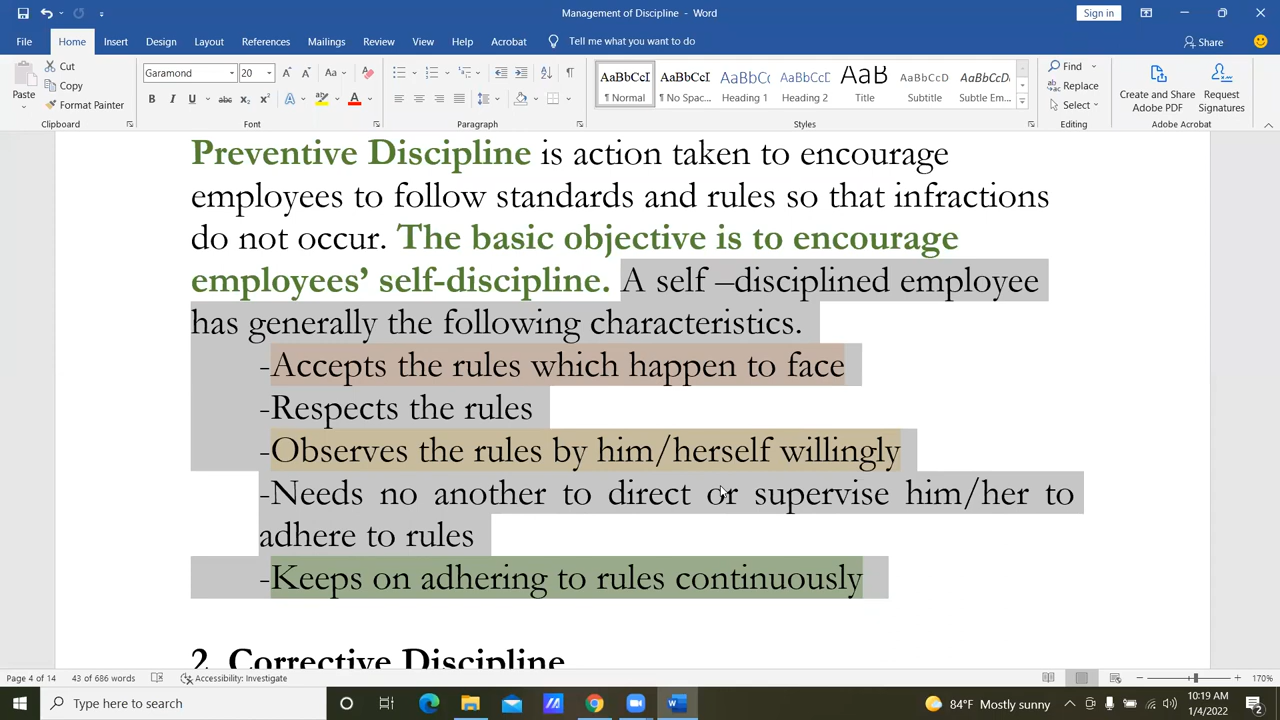 Management of Discipline - Word
Sign in
File Home Insert Design Layout References Mailings Review View Help Acrobat Tell me what you want to do Share
Paste Cut Copy Format Painter
Clipboard
Garamond 20
Font
Paragraph
AaBbCcI ¶ Normal
AaBbCcI ¶ No Spac...
AaBbC‹ Heading 1
AaBbCcI Heading 2
AaB Title
AaBbCcD Subtitle
AaBbCcD. Subtle Em...
Styles
Find
Replace
Select
Editing
Create and Share Adobe PDF
Request Signatures
Adobe Acrobat
Preventive Discipline is action taken to encourage
employees to follow standards and rules so that infractions
do not occur. The basic objective is to encourage
employees’ self-discipline. A self –disciplined employee
has generally the following characteristics.
-Accepts the rules which happen to face
-Respects the rules
-Observes the rules by him/herself willingly
-Needs no another to direct or supervise him/her to
adhere to rules
-Keeps on adhering to rules continuously
2. Corrective Discipline
Page 4 of 14 43 of 686 words Accessibility: Investigate 170%
Type here to search
84°F Mostly sunny
10:19 AM
1/4/2022